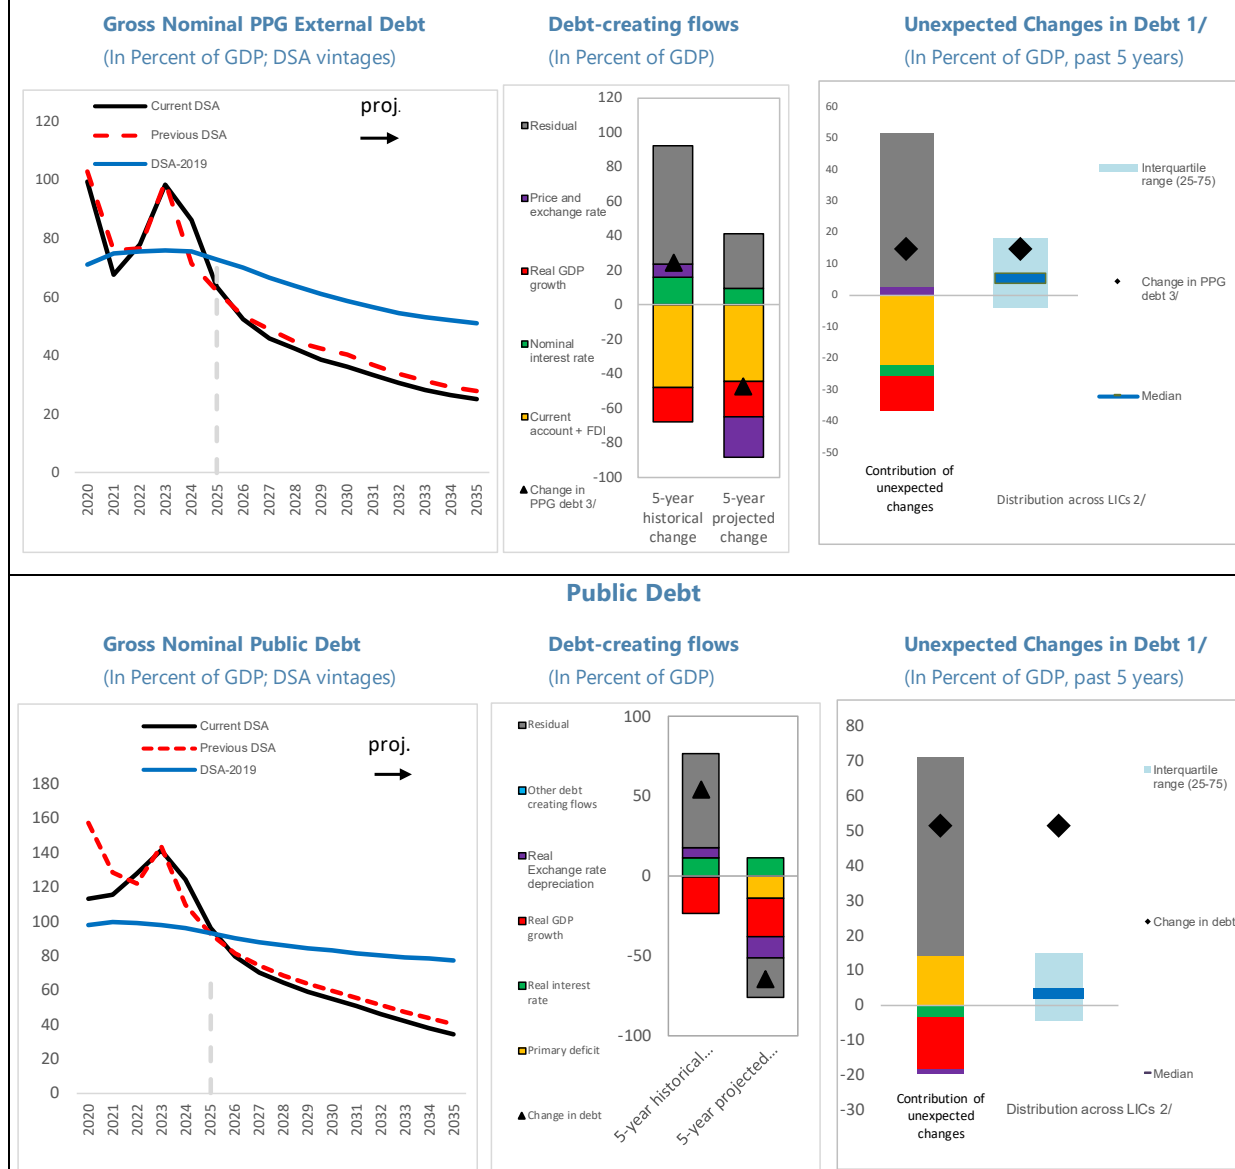 Gross Nominal PPG External Debt
(In Percent of GDP; DSA vintages)
Current DSA
Previous DSA
DSA-2019
proj.
120
100
80
60
40
20
0
2020
2021
2022
2023
2024
2025
2026
2027
2028
2029
2030
2031
2032
2033
2034
2035
Debt-creating flows
(In Percent of GDP)
Residual
Price and
exchange rate
Real GDP
growth
Nominal
interest rate
Current
account + FDI
Change in
PPG debt 3/
120
100
80
60
40
20
0
-20
-40
-60
-80
-100
5-year
historical
change
5-year
projected
change
Unexpected Changes in Debt 1/
(In Percent of GDP, past 5 years)
60
50
40
30
20
10
0
-10
-20
-30
-40
-50
Interquartile
range (25-75)
Change in PPG
debt 3/
Median
Contribution of
unexpected
changes
Distribution across LICs 2/
Public Debt
Gross Nominal Public Debt
(In Percent of GDP; DSA vintages)
Current DSA
Previous DSA
DSA-2019
proj.
180
160
140
120
100
80
60
40
20
0
2020
2021
2022
2023
2024
2025
2026
2027
2028
2029
2030
2031
2032
2033
2034
2035
Debt-creating flows
(In Percent of GDP)
Residual
Other debt
creating flows
Real
Exchange rate
depreciation
Real GDP
growth
Real interest
rate
Primary deficit
Change in debt
100
50
0
-50
-100
5-year historical...
5-year projected...
Unexpected Changes in Debt 1/
(In Percent of GDP, past 5 years)
80
70
60
50
40
30
20
10
0
-10
-20
-30
Interquartile
range (25-75)
Change in debt
Median
Contribution of
unexpected
changes
Distribution across LICs 2/